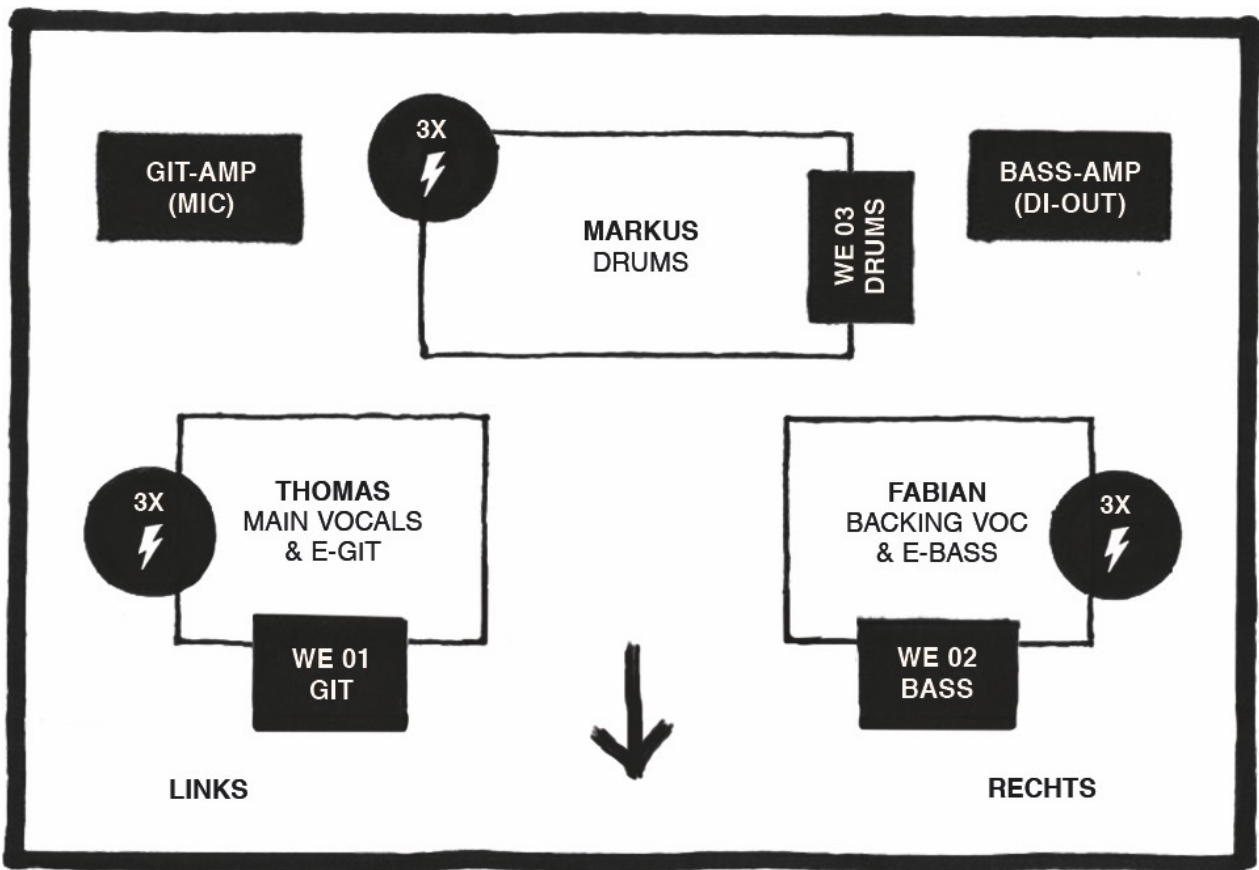 3X
GIT-AMP
(MIC)
MARKUS
DRUMS
WE 03
DRUMS
BASS-AMP
(DI-OUT)
3X
THOMAS
MAIN VOCALS
& E-GIT
WE 01
GIT
FABIAN
BACKING VOC
& E-BASS
3X
WE 02
BASS
LINKS
RECHTS